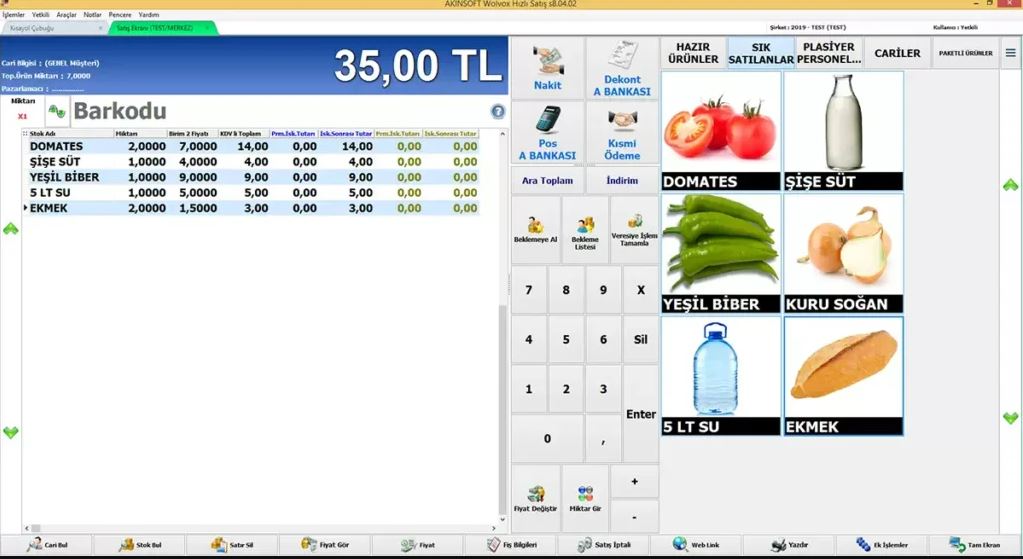 AKINSOFT Wolvox Hızlı Satış s8.04.02
İşlemler Yetkili Araçlar Notlar Pencere Yardım
Kısayol Çubuğu
Satış Ekranı (TEST/MERKEZ)
Şirket : 2019 - TEST (TEST)
Kullanıcı : Yetkili
Cari Bilgisi : (GENEL Müşteri)
Top.Ürün Miktarı : 7,0000
Pazarlamacı : ..............
35,00 TL
Miktarı
X1
Barkodu
Stok Adı Miktarı Birim 2 Fiyatı KDV li Toplam Prm.İsk.Tutarı İsk.Sonrası Tutar Prm.İsk.Tutarı İsk.Sonrası Tutar
DOMATES 2,0000 7,0000 14,00 0,00 14,00 0,00 0,00
ŞİŞE SÜT 1,0000 4,0000 4,00 0,00 4,00 0,00 0,00
YEŞİL BİBER 1,0000 9,0000 9,00 0,00 9,00 0,00 0,00
5 LT SU 1,0000 5,0000 5,00 0,00 5,00 0,00 0,00
EKMEK 2,0000 1,5000 3,00 0,00 3,00 0,00 0,00
Nakit
Dekont
A BANKASI
Pos
A BANKASI
Kısmi
Ödeme
Ara Toplam
İndirim
Beklemeye Al
Bekleme
Listesi
Veresiye İşlem
Tamamla
7 8 9 X
4 5 6 Sil
1 2 3
Enter
0 ,
Fiyat Değiştir
Miktar Gir
+
-
HAZIR
ÜRÜNLER
SIK
SATILANLAR
PLASİYER
PERSONEL...
CARİLER
PAKETLİ ÜRÜNLER
DOMATES
ŞİŞE SÜT
YEŞİL BİBER
KURU SOĞAN
5 LT SU
EKMEK
Cari Bul
Stok Bul
Satır Sil
Fiyat Gör
Fiyat
Fiş Bilgileri
Satış İptali
Web Link
Yazdır
Ek İşlemler
Tam Ekran